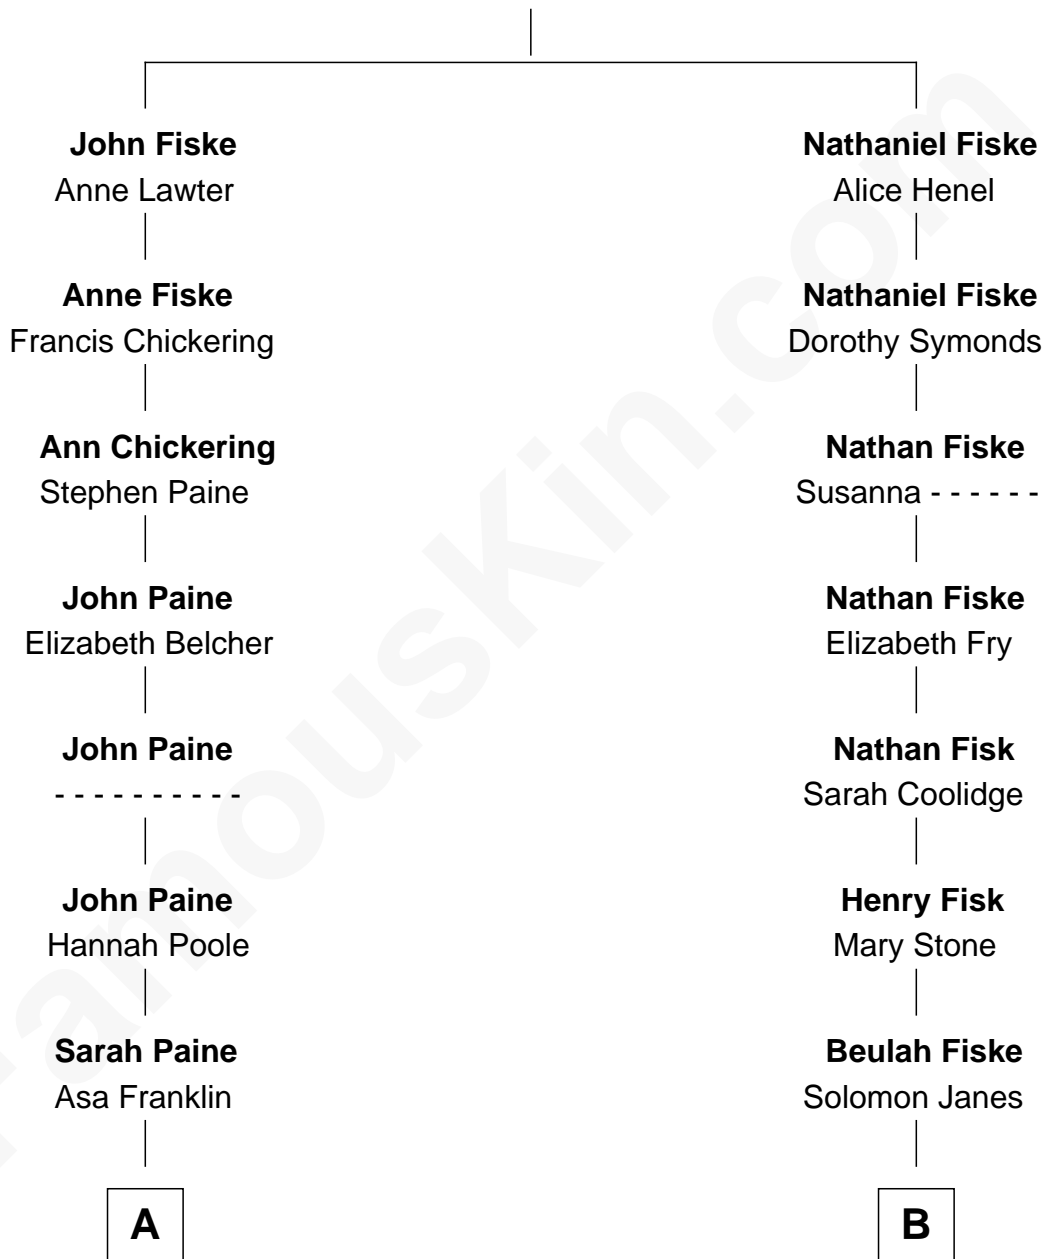 John Fiske
Anne Lawter
Anne Fiske
Francis Chickering
Ann Chickering
Stephen Paine
John Paine
Elizabeth Belcher
John Paine
- - - - - - - - - -
John Paine
Hannah Poole
Sarah Paine
Asa Franklin
A
Nathaniel Fiske
Alice Henel
Nathaniel Fiske
Dorothy Symonds
Nathan Fiske
Susanna - - - - - -
Nathan Fiske
Elizabeth Fry
Nathan Fisk
Sarah Coolidge
Henry Fisk
Mary Stone
Beulah Fiske
Solomon Janes
B
FamousKin.com